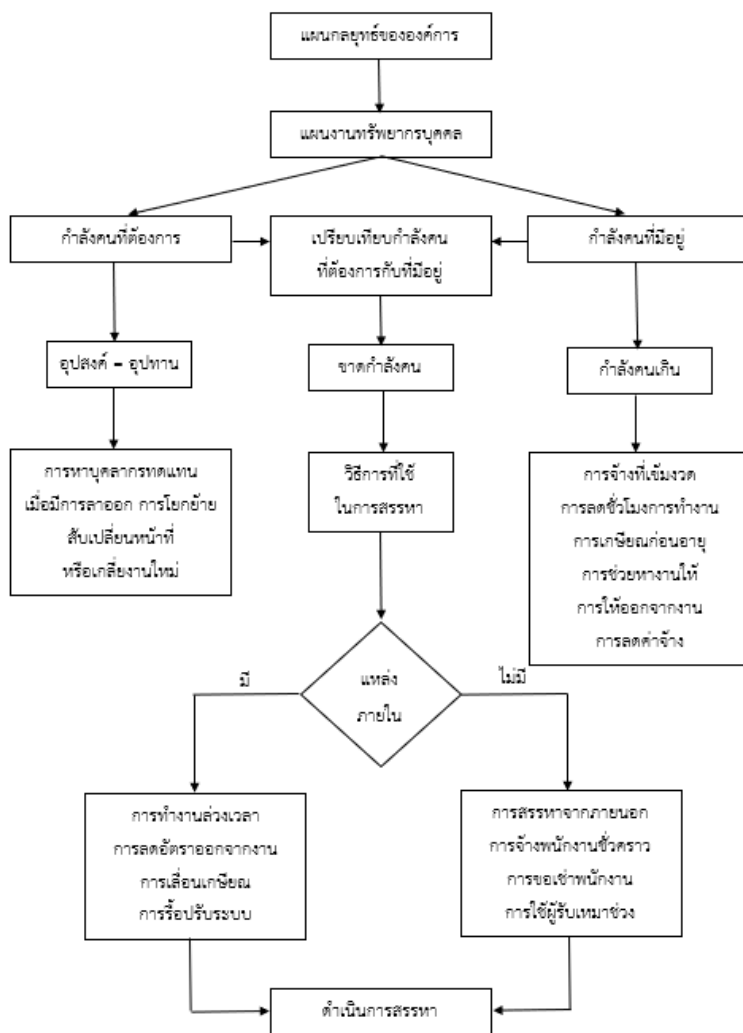 แผนกลยุทธ์ขององค์การ
แผนงานทรัพยากรบุคคล
กำลังคนที่ต้องการ
เปรียบเทียบกำลังคน
ที่ต้องการกับที่มีอยู่
กำลังคนที่มีอยู่
อุปสงค์ – อุปทาน
ขาดกำลังคน
กำลังคนเกิน
การหาบุคลากรทดแทน
เมื่อมีการลาออก การโยกย้าย
สับเปลี่ยนหน้าที่
หรือเกลี่ยงานใหม่
วิธีการที่ใช้
ในการสรรหา
การจ้างที่เข้มงวด
การลดชั่วโมงการทำงาน
การเกษียณก่อนอายุ
การช่วยหางานให้
การให้ออกจากงาน
การลดค่าจ้าง
มี
แหล่ง
ภายใน
ไม่มี
การทำงานล่วงเวลา
การลดอัตราออกจากงาน
การเลื่อนเกษียณ
การรื้อปรับระบบ
การสรรหาจากภายนอก
การจ้างพนักงานชั่วคราว
การขอเช่าพนักงาน
การใช้ผู้รับเหมาช่วง
ดำเนินการสรรหา